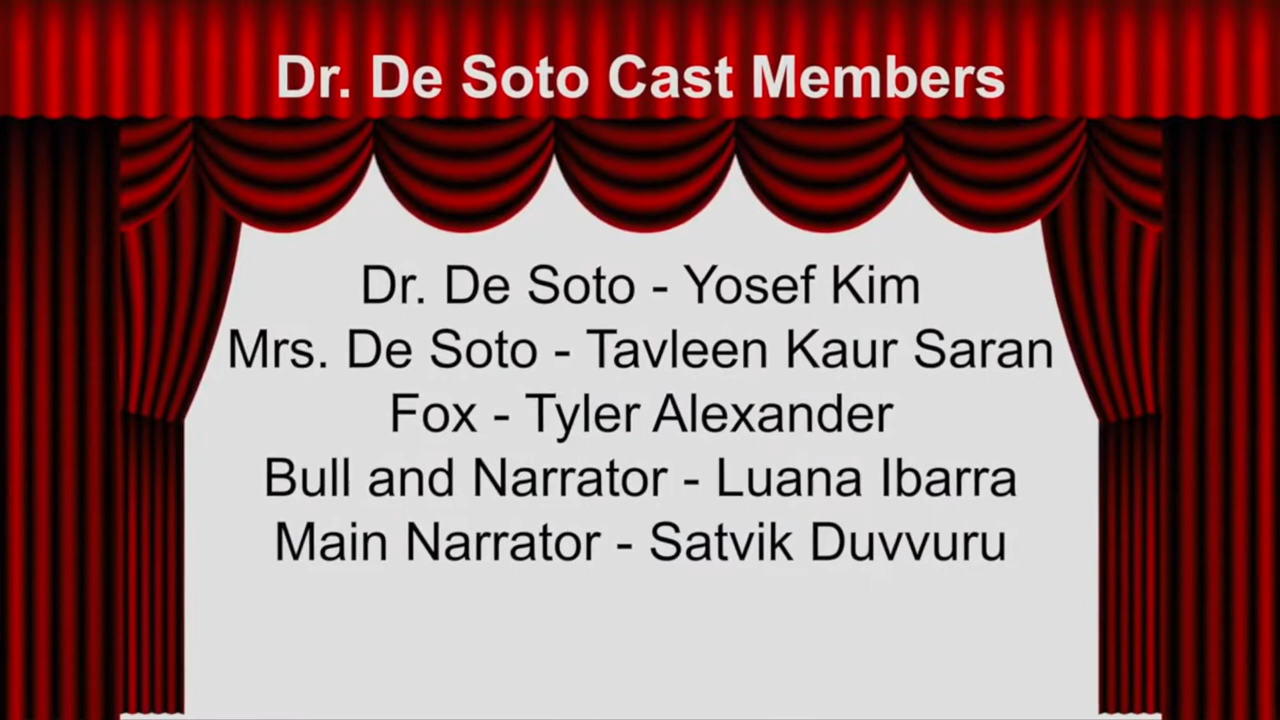 Dr. De Soto Cast Members
Dr. De Soto - Yosef Kim
Mrs. De Soto - Tavleen Kaur Saran
Fox - Tyler Alexander
Bull and Narrator - Luana Ibarra
Main Narrator - Satvik Duvvuru